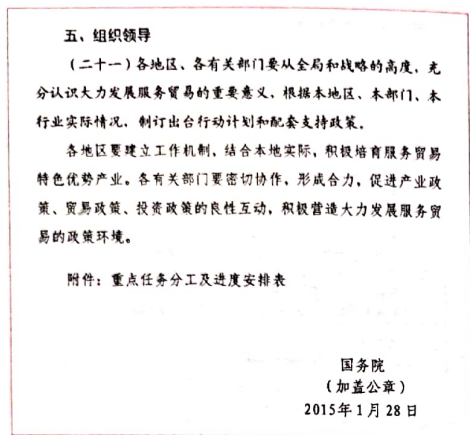 五、组织领导
（二十一）各地区、各有关部门要从全局和战略的高度，充
分认识大力发展服务贸易的重要意义，根据本地区、本部门、本
行业实际情况，制订出台行动计划和配套支持政策。
各地区要建立工作机制，结合本地实际，积极培育服务贸易
特色优势产业。各有关部门要密切协作，形成合力，促进产业政
策、贸易政策、投资政策的良性互动，积极营造大力发展服务贸
易的政策环境。
附件：重点任务分工及进度安排表
国务院
（加盖公章）
2015年1月28日